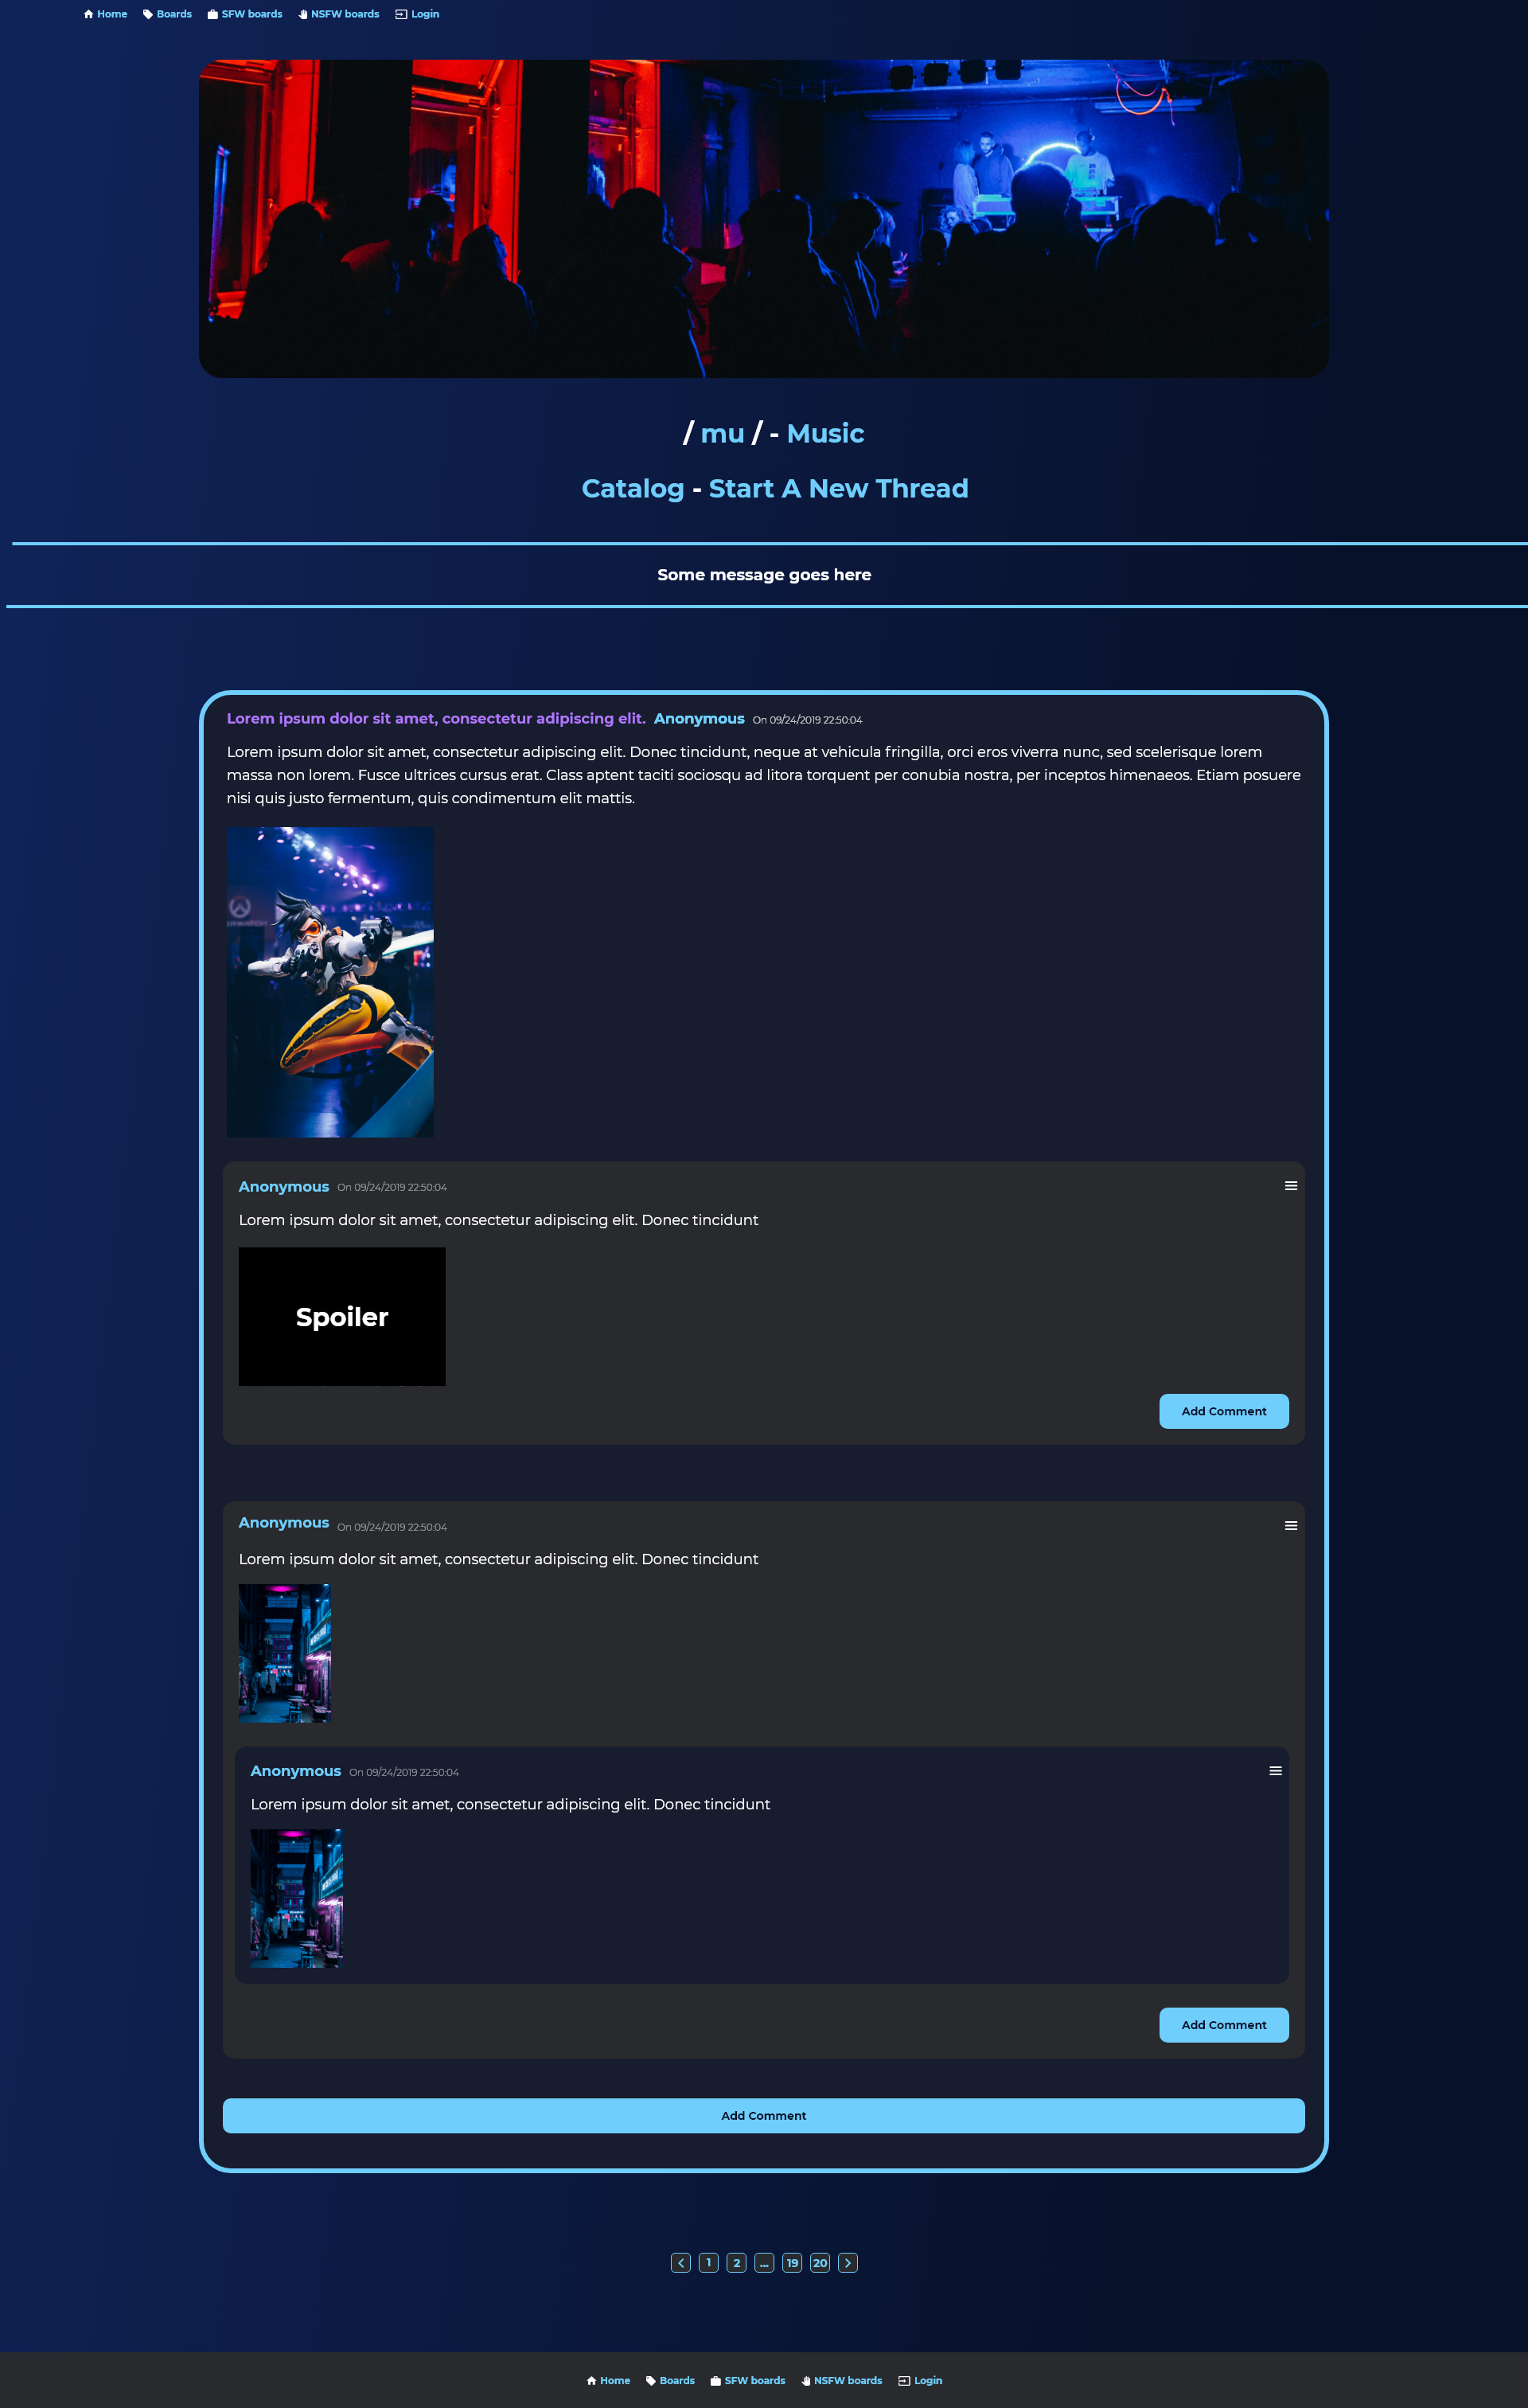 Home Boards SFW boards NSFW boards Login
/ mu / - Music
Catalog - Start A New Thread
Some message goes here
Lorem ipsum dolor sit amet, consectetur adipiscing elit. Anonymous On 09/24/2019 22:50:04
Lorem ipsum dolor sit amet, consectetur adipiscing elit. Donec tincidunt, neque at vehicula fringilla, orci eros viverra nunc, sed scelerisque lorem
massa non lorem. Fusce ultrices cursus erat. Class aptent taciti sociosqu ad litora torquent per conubia nostra, per inceptos himenaeos. Etiam posuere
nisi quis justo fermentum, quis condimentum elit mattis.
Anonymous On 09/24/2019 22:50:04
Lorem ipsum dolor sit amet, consectetur adipiscing elit. Donec tincidunt
Spoiler
Add Comment
Anonymous On 09/24/2019 22:50:04
Lorem ipsum dolor sit amet, consectetur adipiscing elit. Donec tincidunt
Anonymous On 09/24/2019 22:50:04
Lorem ipsum dolor sit amet, consectetur adipiscing elit. Donec tincidunt
Add Comment
Add Comment
1 2 ... 19 20
Home Boards SFW boards NSFW boards Login